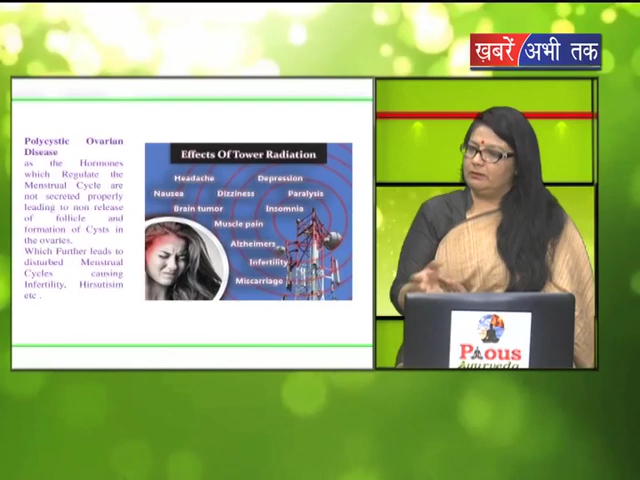 ख़बरें अभी तक
Polycystic Ovarian
Disease
as the Hormones
which Regulate the
Menstrual Cycle are
not secreted properly
leading to non release
of follicle and
formation of Cysts in
the ovaries.
Which Further leads to
disturbed Menstrual
Cycles causing
Infertility, Hirsutisim
etc .
Effects Of Tower Radiation
Headache Depression
Nausea Dizziness Paralysis
Brain tumor Insomnia
Muscle pain
Alzheimers
Infertility
Miscarriage
Pious
Ayurveda